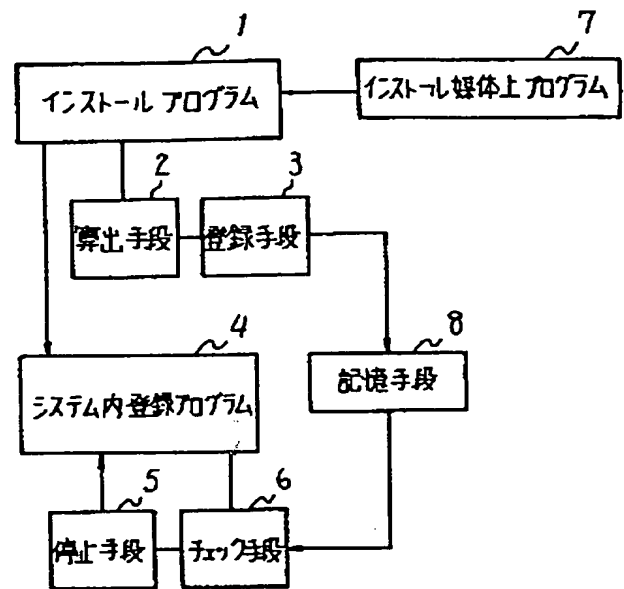 1
インストール プログラム
7
インストール媒体上プログラム
2
算出手段
3
登録手段
4
システム内登録プログラム
8
記憶手段
5
停止手段
6
チェック手段